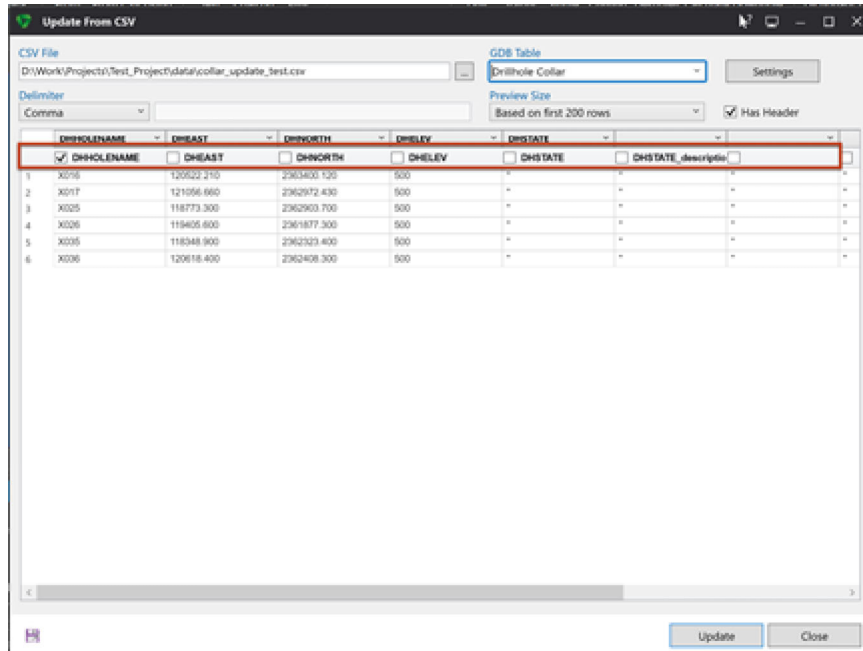 Update From CSV
CSV File
GDB Table
D:\Work\Projects\Test_Project\data\collar_update_test.csv
...
Drillhole Collar
Settings
Delimiter
Preview Size
Comma
Based on first 200 rows
Has Header
DHHOLENAME DHEAST DHNORTH DHELEV DHSTATE
DHHOLENAME DHEAST DHNORTH DHELEV DHSTATE DHSTATE_descriptio
1 X016 120522.210 2363400.120 500 * * * *
2 X017 121056.660 2362972.430 500 * * * *
3 X025 118773.300 2362903.700 500 * * * *
4 X026 119405.600 2361877.300 500 * * * *
5 X035 118348.900 2362323.400 500 * * * *
6 X036 120618.400 2362408.300 500 * * * *
Update
Close